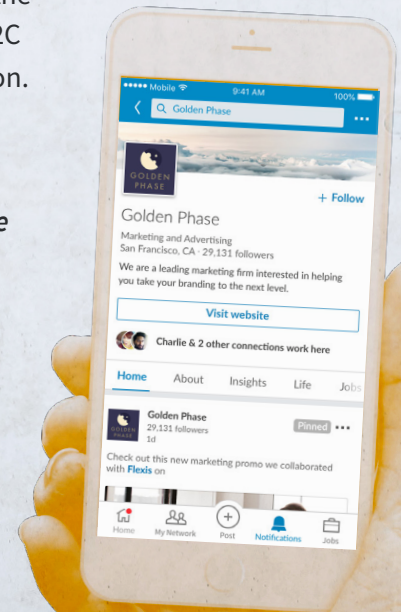 the
2C
on.
e
Mobile 9:41 AM 100%
Golden Phase
GOLDEN
PHASE
+ Follow
Golden Phase
Marketing and Advertising
San Francisco, CA · 29,131 followers
We are a leading marketing firm interested in helping
you take your branding to the next level.
Visit website
Charlie & 2 other connections work here
Home About Insights Life Jobs
Golden Phase
29,131 followers
1d
Pinned
Check out this new marketing promo we collaborated
with Flexis on
Home My Network Post Notifications Jobs